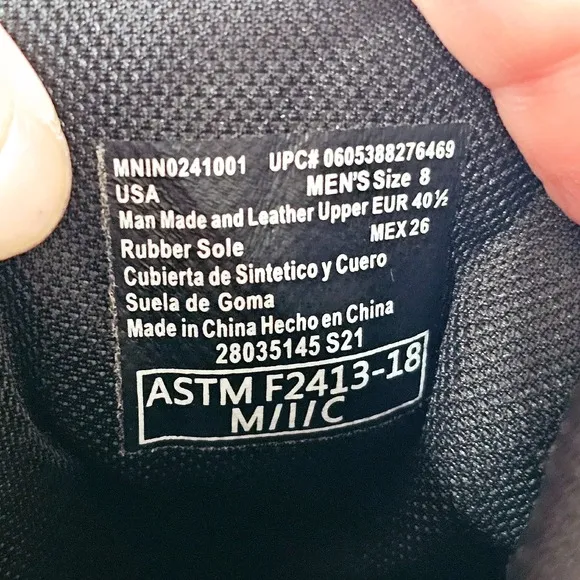 MNIN0241001 UPC# 0605388276469
USA MEN'S Size 8
Man Made and Leather Upper EUR 40½
Rubber Sole MEX 26
Cubierta de Sintetico y Cuero
Suela de Goma
Made in China Hecho en China
28035145 S21
ASTM F2413-18
M/I/C